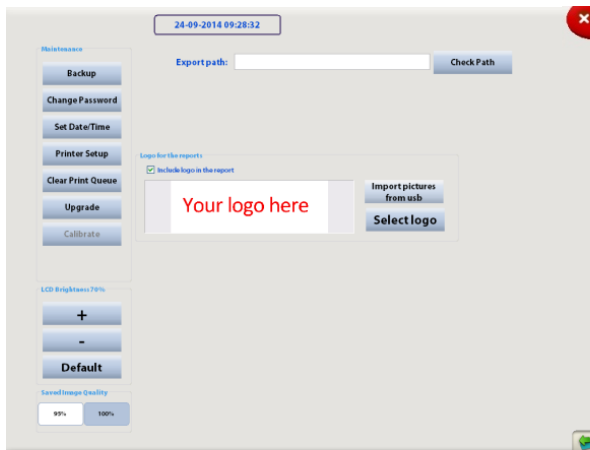 24-09-2014 09:28:32
Maintenance
Export path:
Check Path
Backup
Change Password
Set Date/Time
Printer Setup
Clear Print Queue
Upgrade
Calibrate
Logo for the reports
Include logo in the report
Your logo here
Import pictures
from usb
Select logo
LCD Brightness 70%
+
-
Default
Saved Image Quality
95%
100%